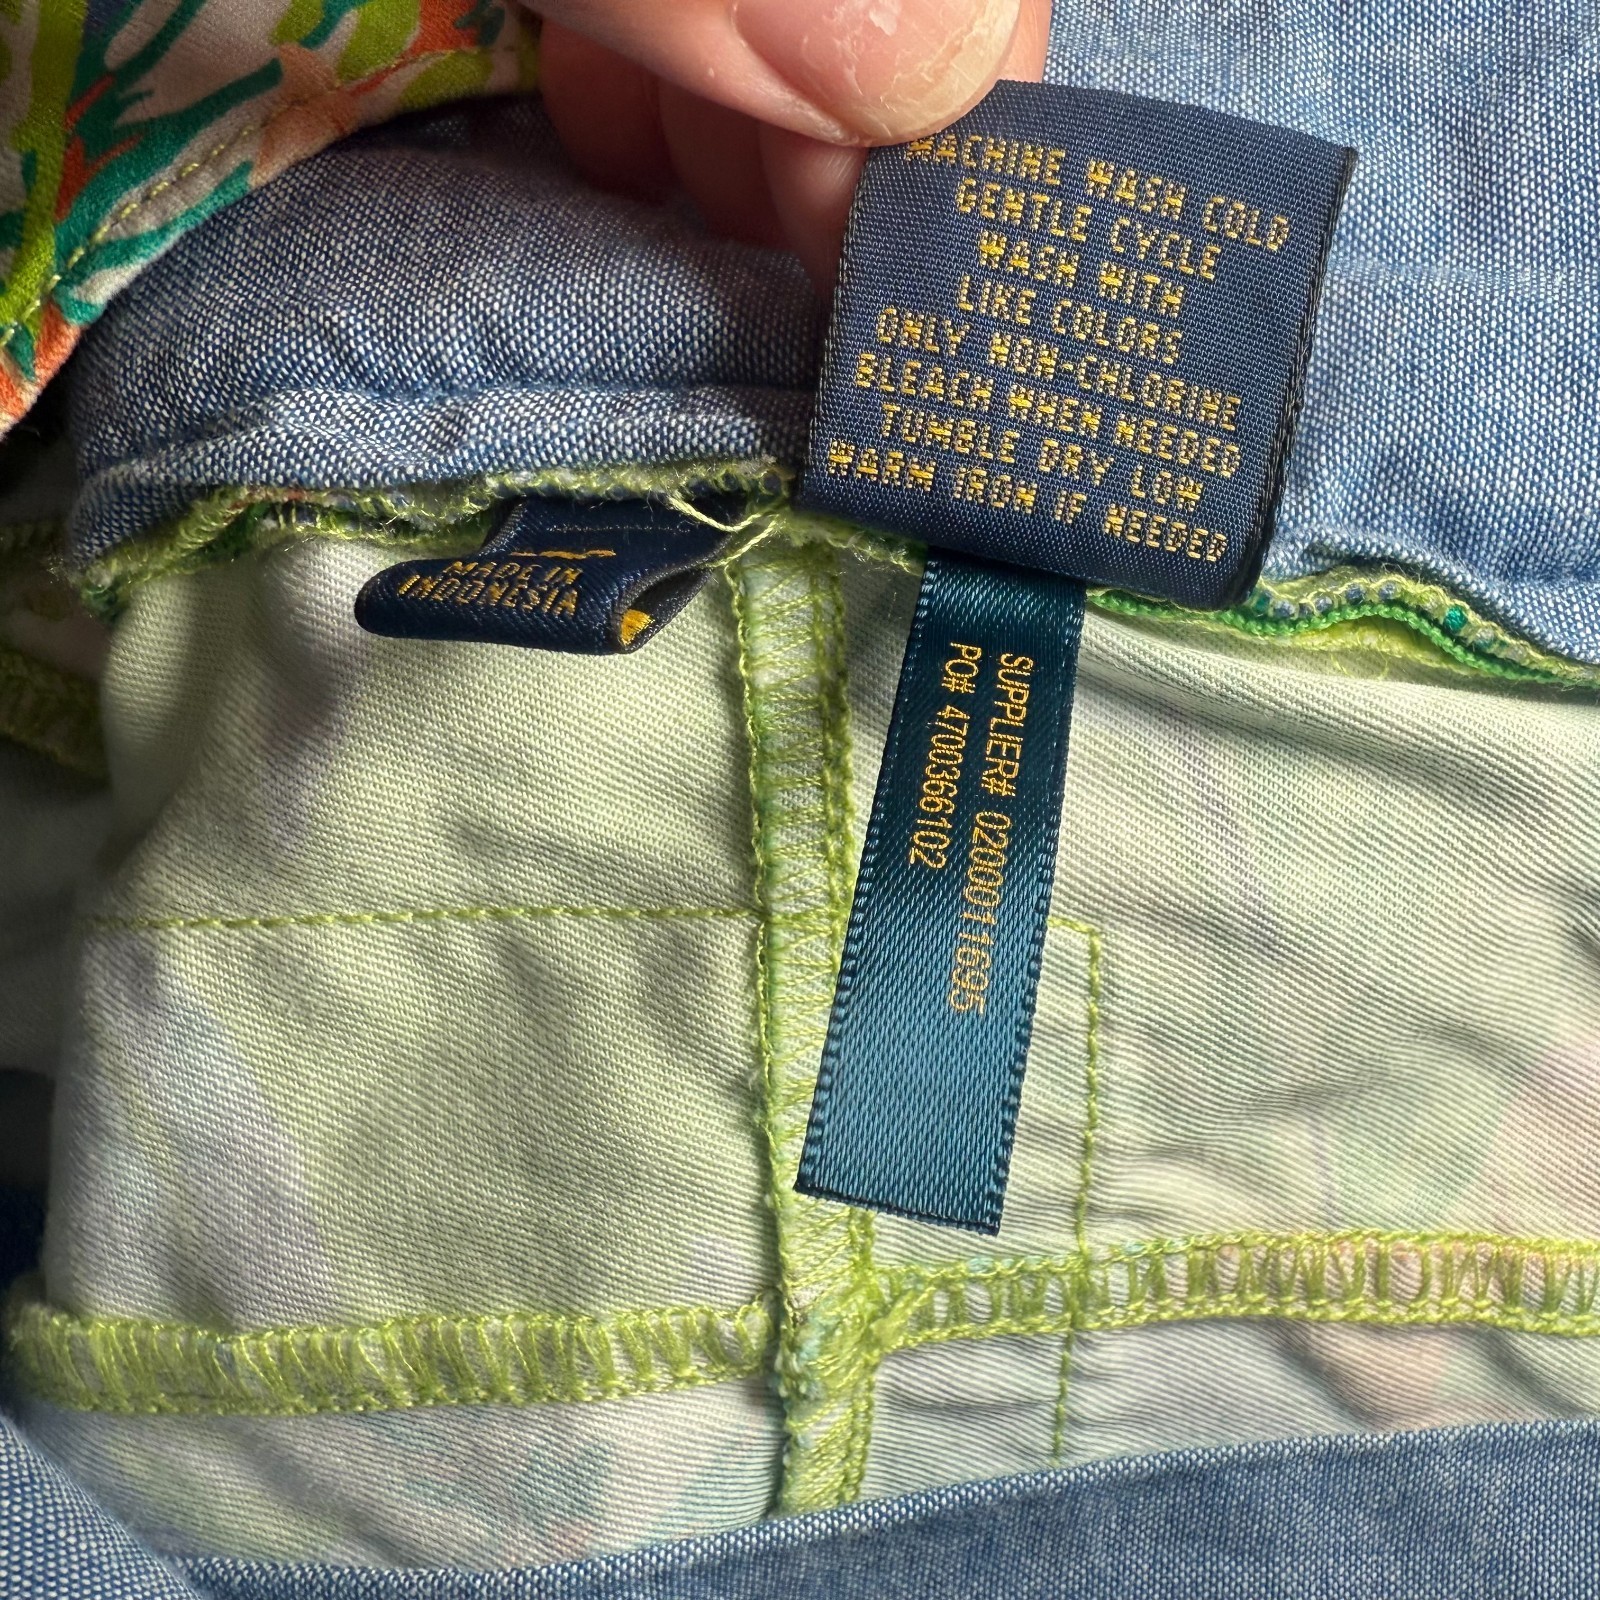 MACHINE WASH COLD
GENTLE CYCLE
WASH WITH
LIKE COLORS
ONLY NON-CHLORINE
BLEACH WHEN NEEDED
TUMBLE DRY LOW
WARM IRON IF NEEDED
MADE IN
INDONESIA
SUPPLIER# 0200011695
PO# 4700366102